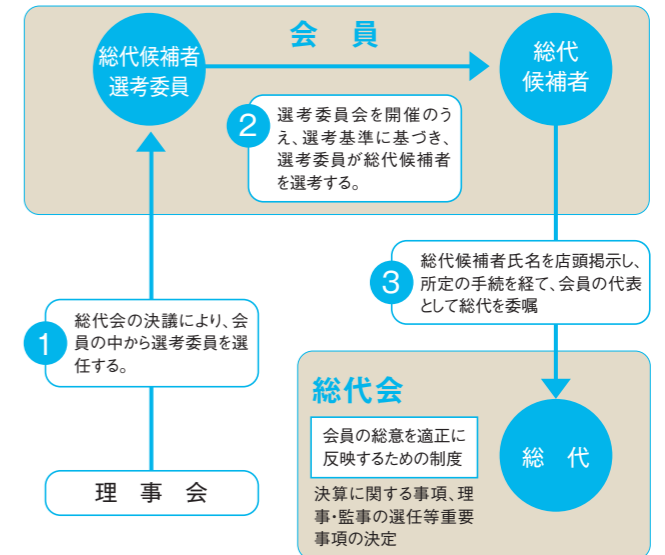 会員
総代候補者
選考委員
総代
候補者
2
選考委員会を開催のう
え、選考基準に基づき、
選考委員が総代候補者
を選考する。
3
総代候補者氏名を店頭掲示し、
所定の手続を経て、会員の代表
として総代を委嘱
1
総代会の決議により、会
員の中から選考委員を選
任する。
理事会
総代会
会員の総意を適正に
反映するための制度
決算に関する事項、理
事・監事の選任等重要
事項の決定
総代